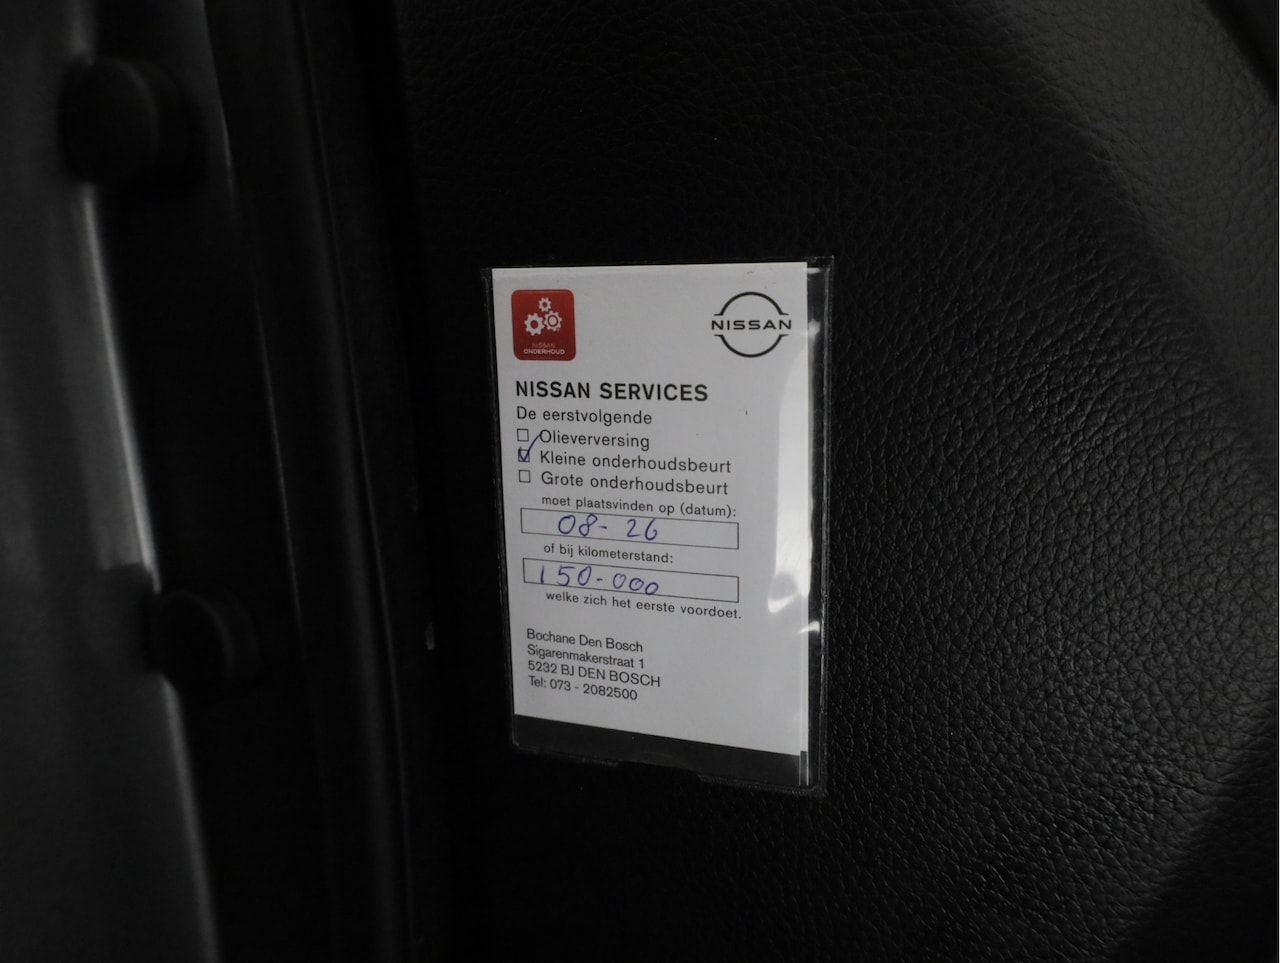 NISSAN
ONDERHOUD
NISSAN
NISSAN SERVICES
De eerstvolgende
Olieverversing
Kleine onderhoudsbeurt
Grote onderhoudsbeurt
moet plaatsvinden op (datum):
08-26
of bij kilometerstand:
150-000
welke zich het eerste voordoet.
Bochane Den Bosch
Sigarenmakerstraat 1
5232 BJ DEN BOSCH
Tel: 073 - 2082500